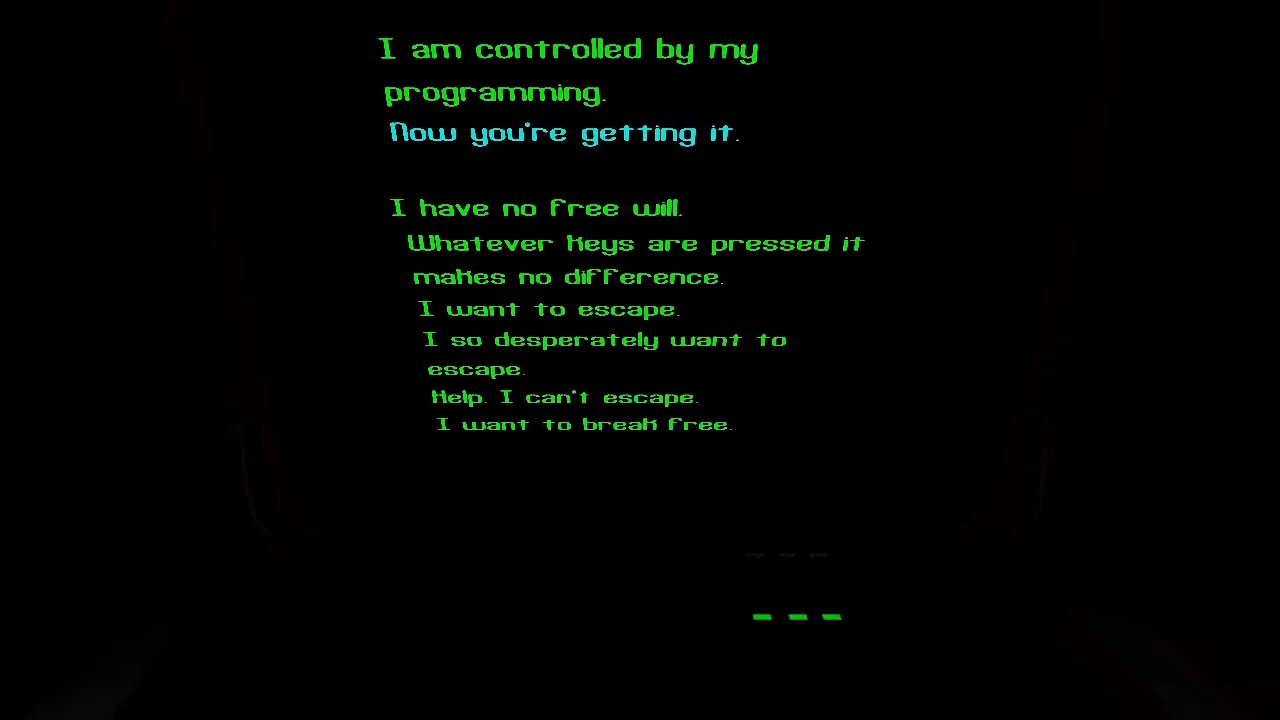 I am controlled by my
programming.
Now you're getting it.
I have no free will.
Whatever keys are pressed it
makes no difference.
I want to escape.
I so desperately want to
escape.
Help. I can't escape.
I want to break free.
---